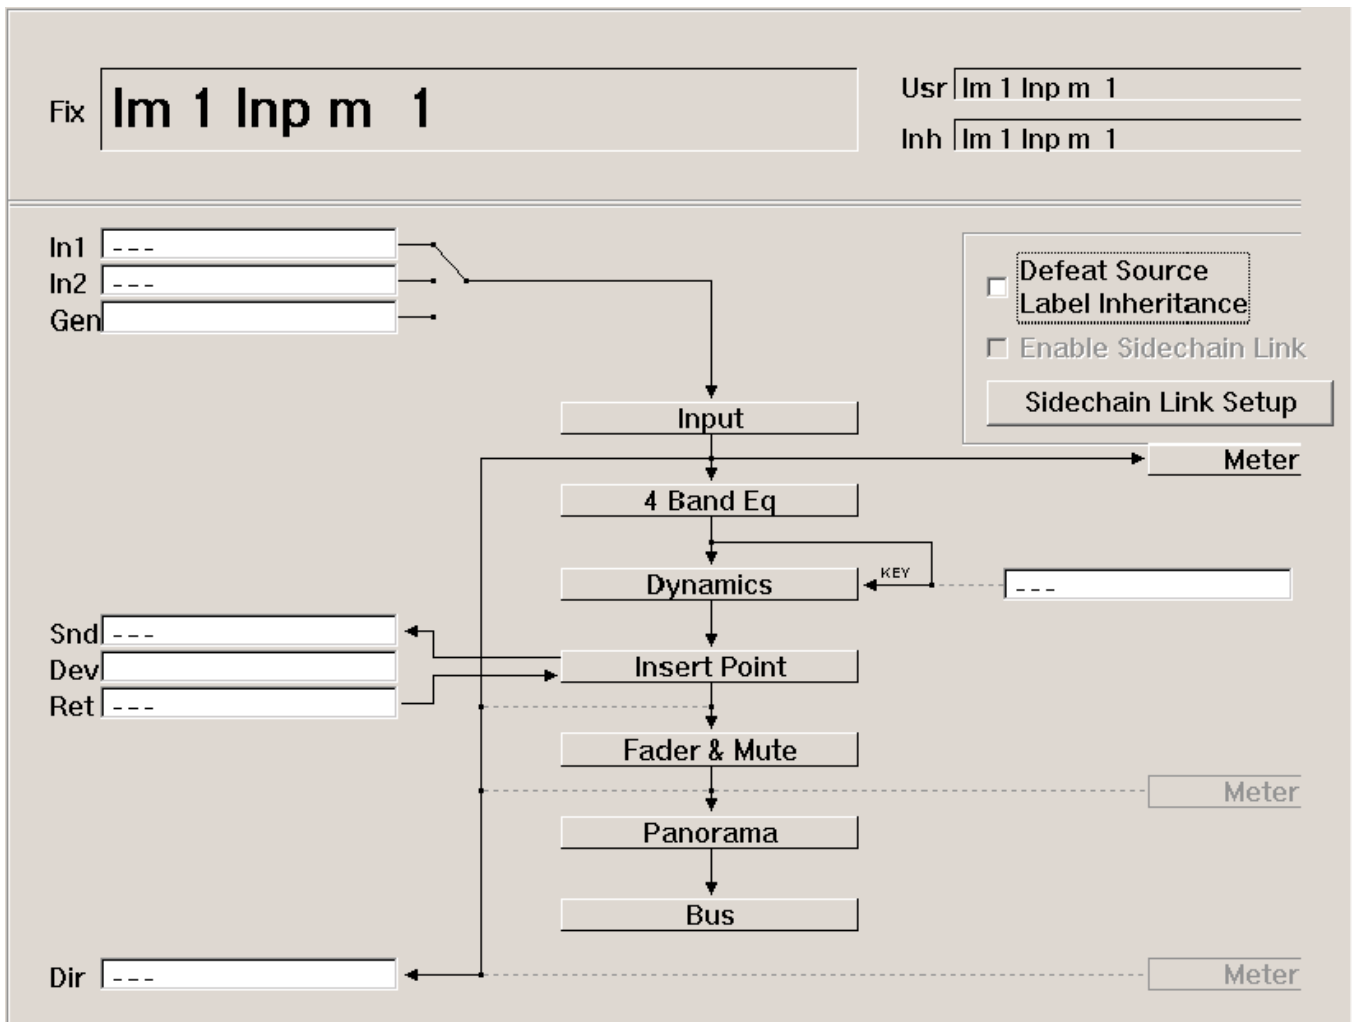 Fix Im 1 Inp m 1
Usr Im 1 Inp m 1
Inh Im 1 Inp m 1
In1 ---
In2 ---
Gen
Defeat Source
Label Inheritance
Enable Sidechain Link
Sidechain Link Setup
Input
Meter
4 Band Eq
Dynamics
KEY
---
Snd ---
Dev
Ret ---
Insert Point
Fader & Mute
Meter
Panorama
Bus
Dir ---
Meter